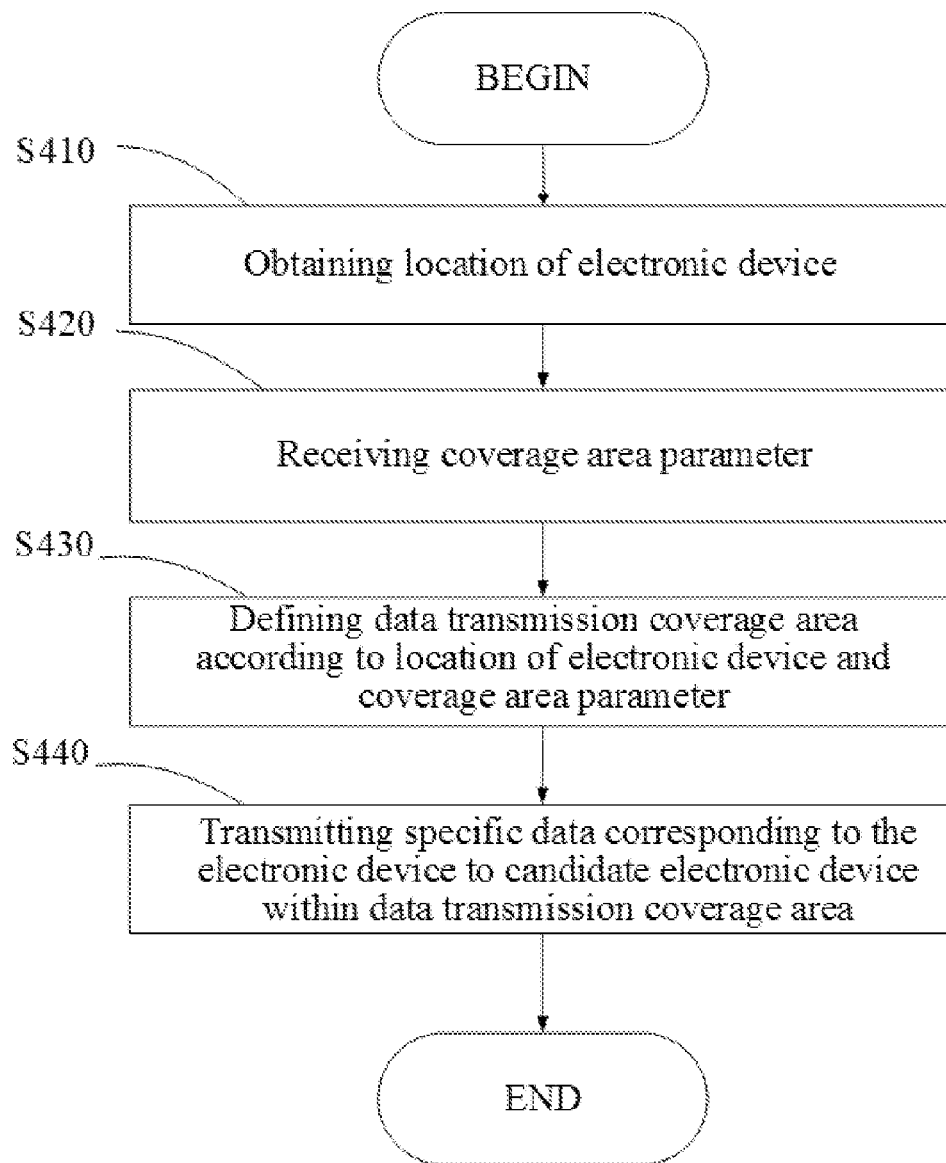 BEGIN
S410
Obtaining location of electronic device
S420
Receiving coverage area parameter
S430
Defining data transmission coverage area
according to location of electronic device and
coverage area parameter
S440
Transmitting specific data corresponding to the
electronic device to candidate electronic device
within data transmission coverage area
END